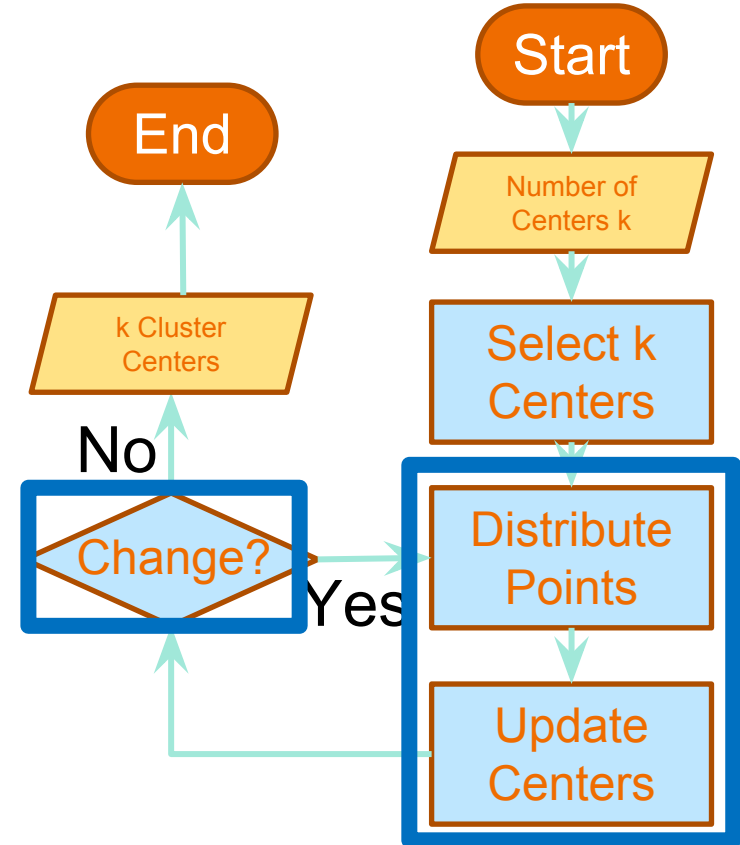 Start
Number of
Centers k
Select k
Centers
Distribute
Points
Update
Centers
Change?
Yes
No
k Cluster
Centers
End